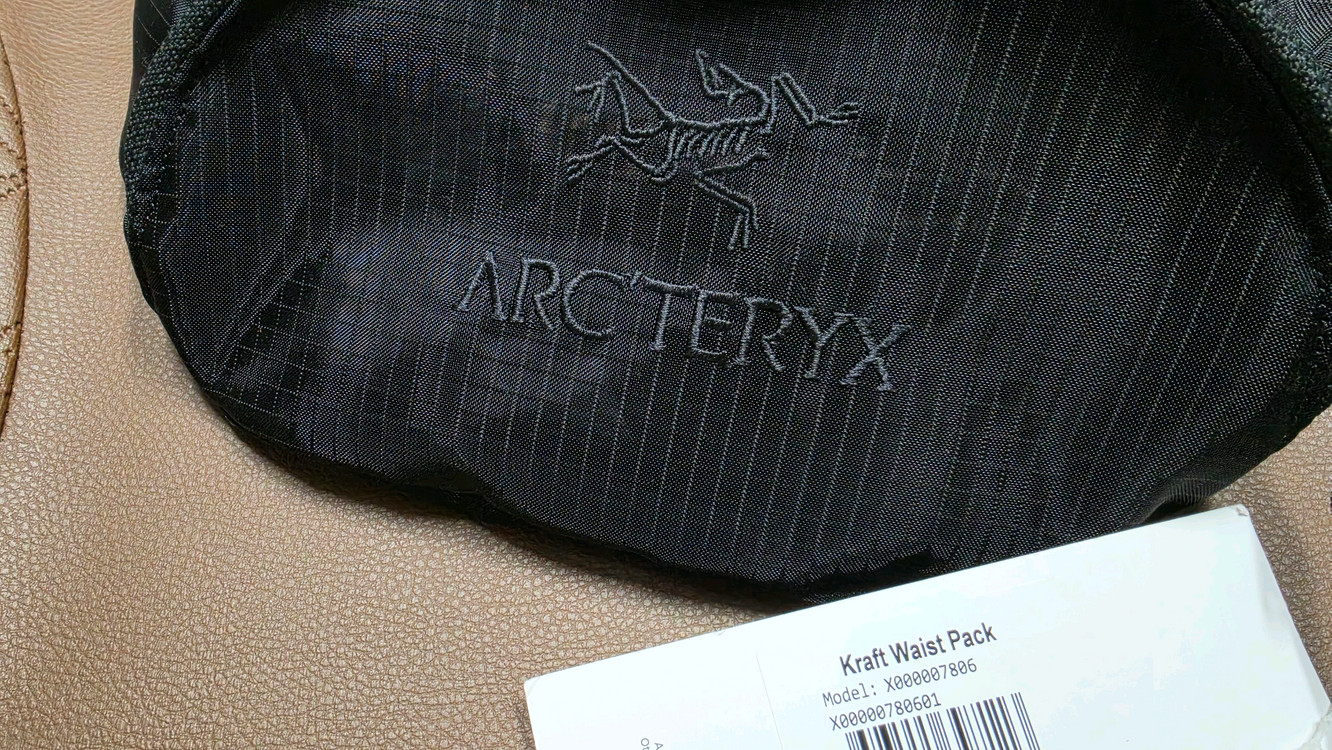 ARC'TERYX
Kraft Waist Pack
Model: X000007806
X00000780601